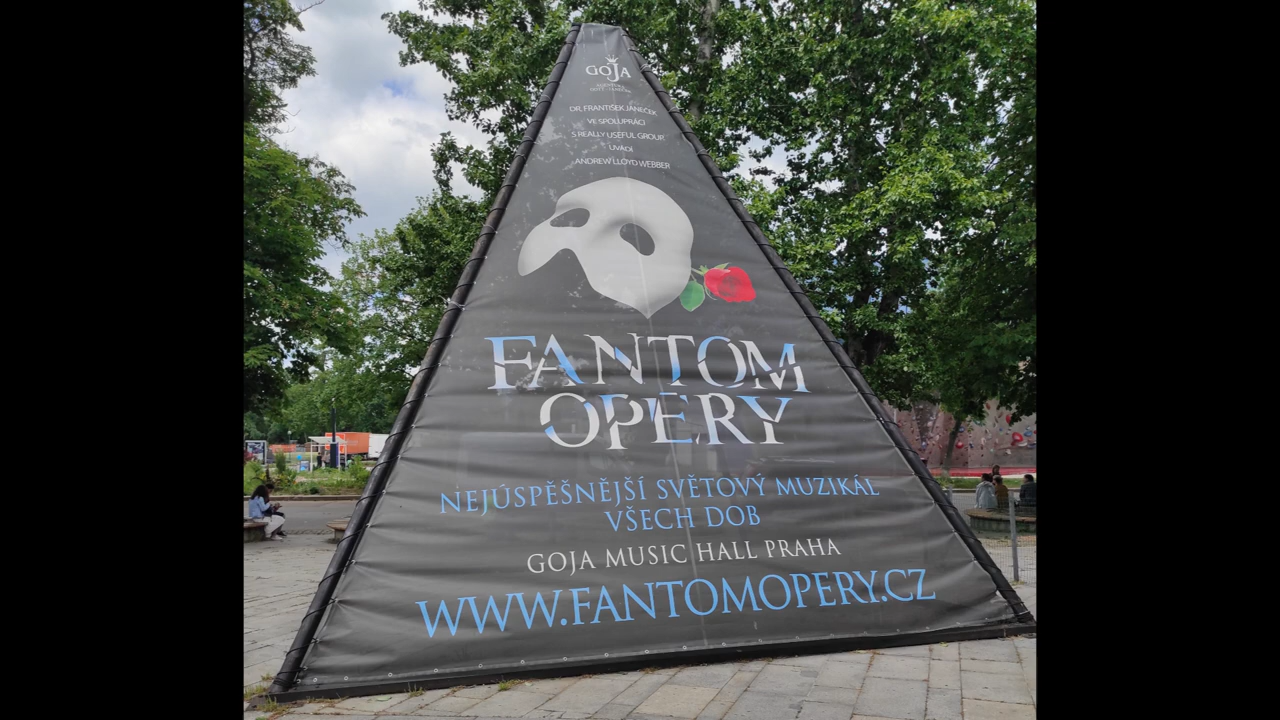 GOJA
DR. FRANTIŠEK JANEČEK
VE SPOLUPRÁCI
S REALLY USEFUL GROUP
UVÁDÍ
ANDREW LLOYD WEBBER
FANTOM
OPERY
NEJÚSPĚŠNĚJŠÍ SVĚTOVÝ MUZIKÁL
VŠECH DOB
GOJA MUSIC HALL PRAHA
WWW.FANTOMOPERY.CZ